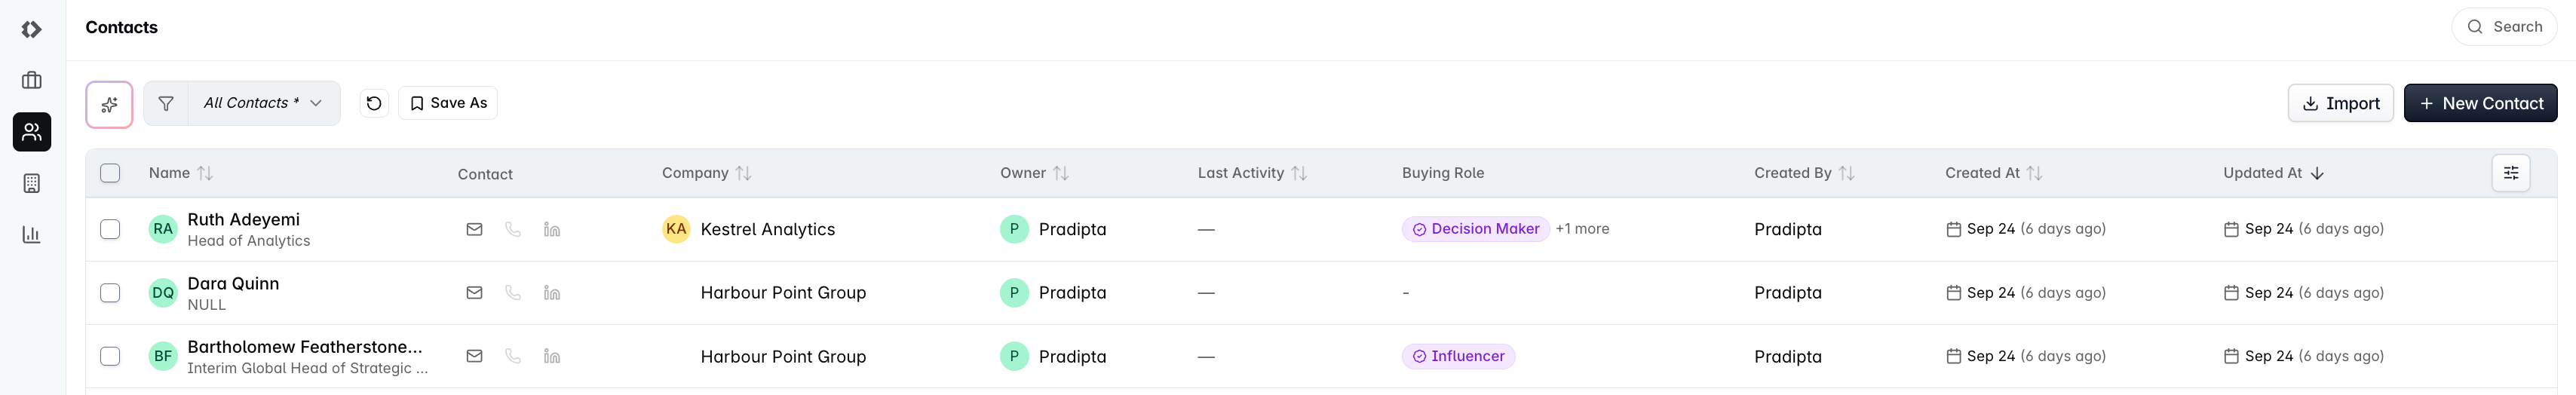 Contacts
Search
All Contacts *
Save As
Import
+ New Contact
Name Contact Company Owner Last Activity Buying Role Created By Created At Updated At
RA Ruth Adeyemi KA Kestrel Analytics P Pradipta — Decision Maker +1 more Pradipta Sep 24 (6 days ago) Sep 24 (6 days ago)
Head of Analytics
DQ Dara Quinn Harbour Point Group P Pradipta — - Pradipta Sep 24 (6 days ago) Sep 24 (6 days ago)
NULL
BF Bartholomew Featherstone... Harbour Point Group P Pradipta — Influencer Pradipta Sep 24 (6 days ago) Sep 24 (6 days ago)
Interim Global Head of Strategic ...